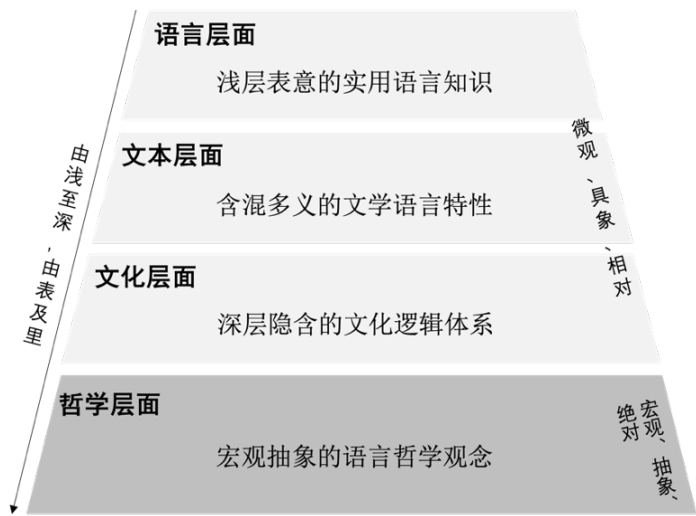 语言层面
浅层表意的实用语言知识
文本层面
含混多义的文学语言特性
文化层面
深层隐含的文化逻辑体系
哲学层面
宏观抽象的语言哲学观念
由浅至深，由表及里
微观、具象、相对
宏观、抽象、
绝对